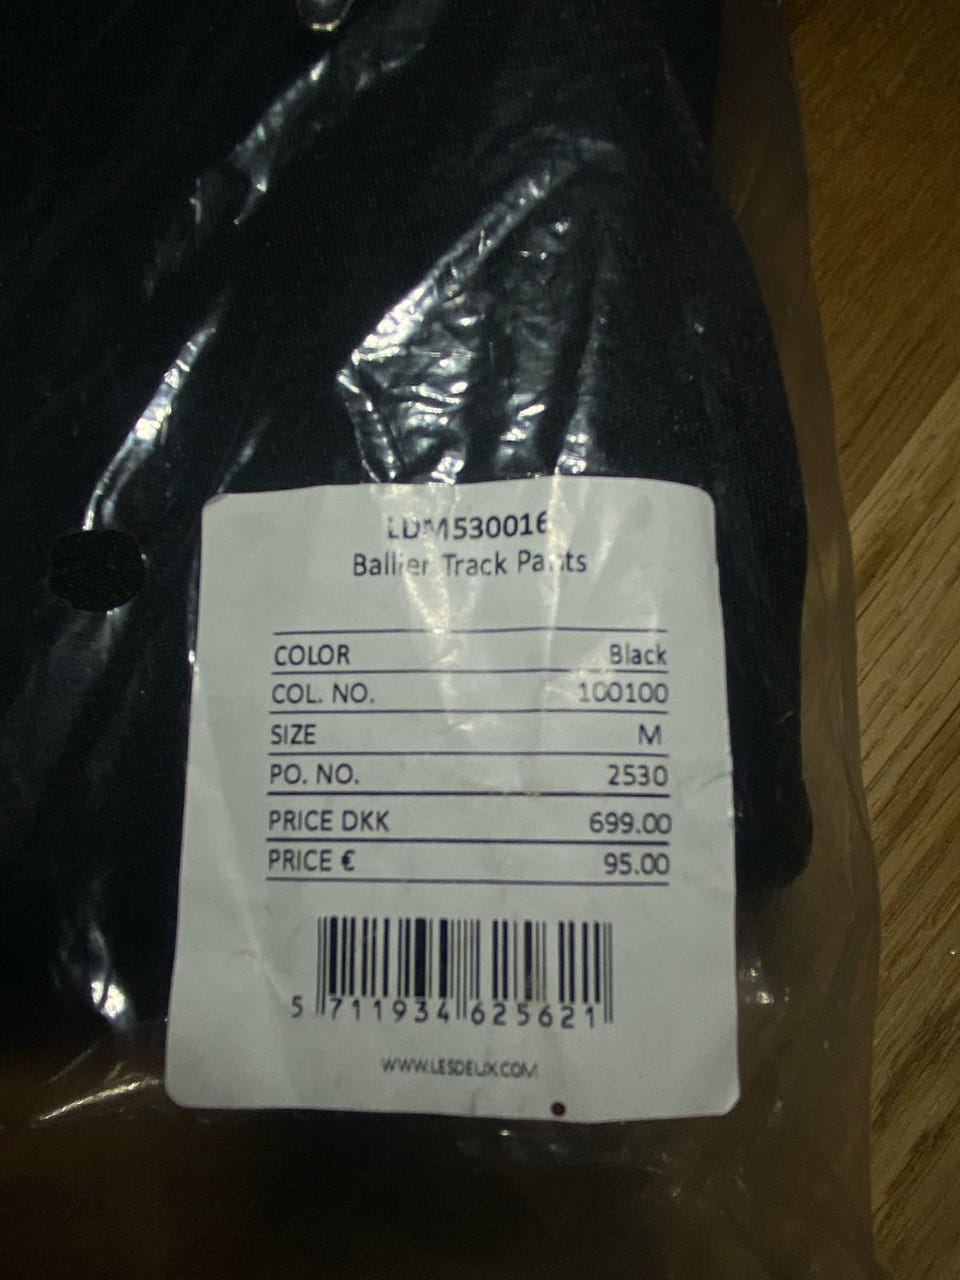 LDM530016
Ballier Track Pants
COLOR Black
COL. NO. 100100
SIZE M
PO. NO. 2530
PRICE DKK 699.00
PRICE € 95.00
5 711934 625621
WWW.LESDEUX.COM